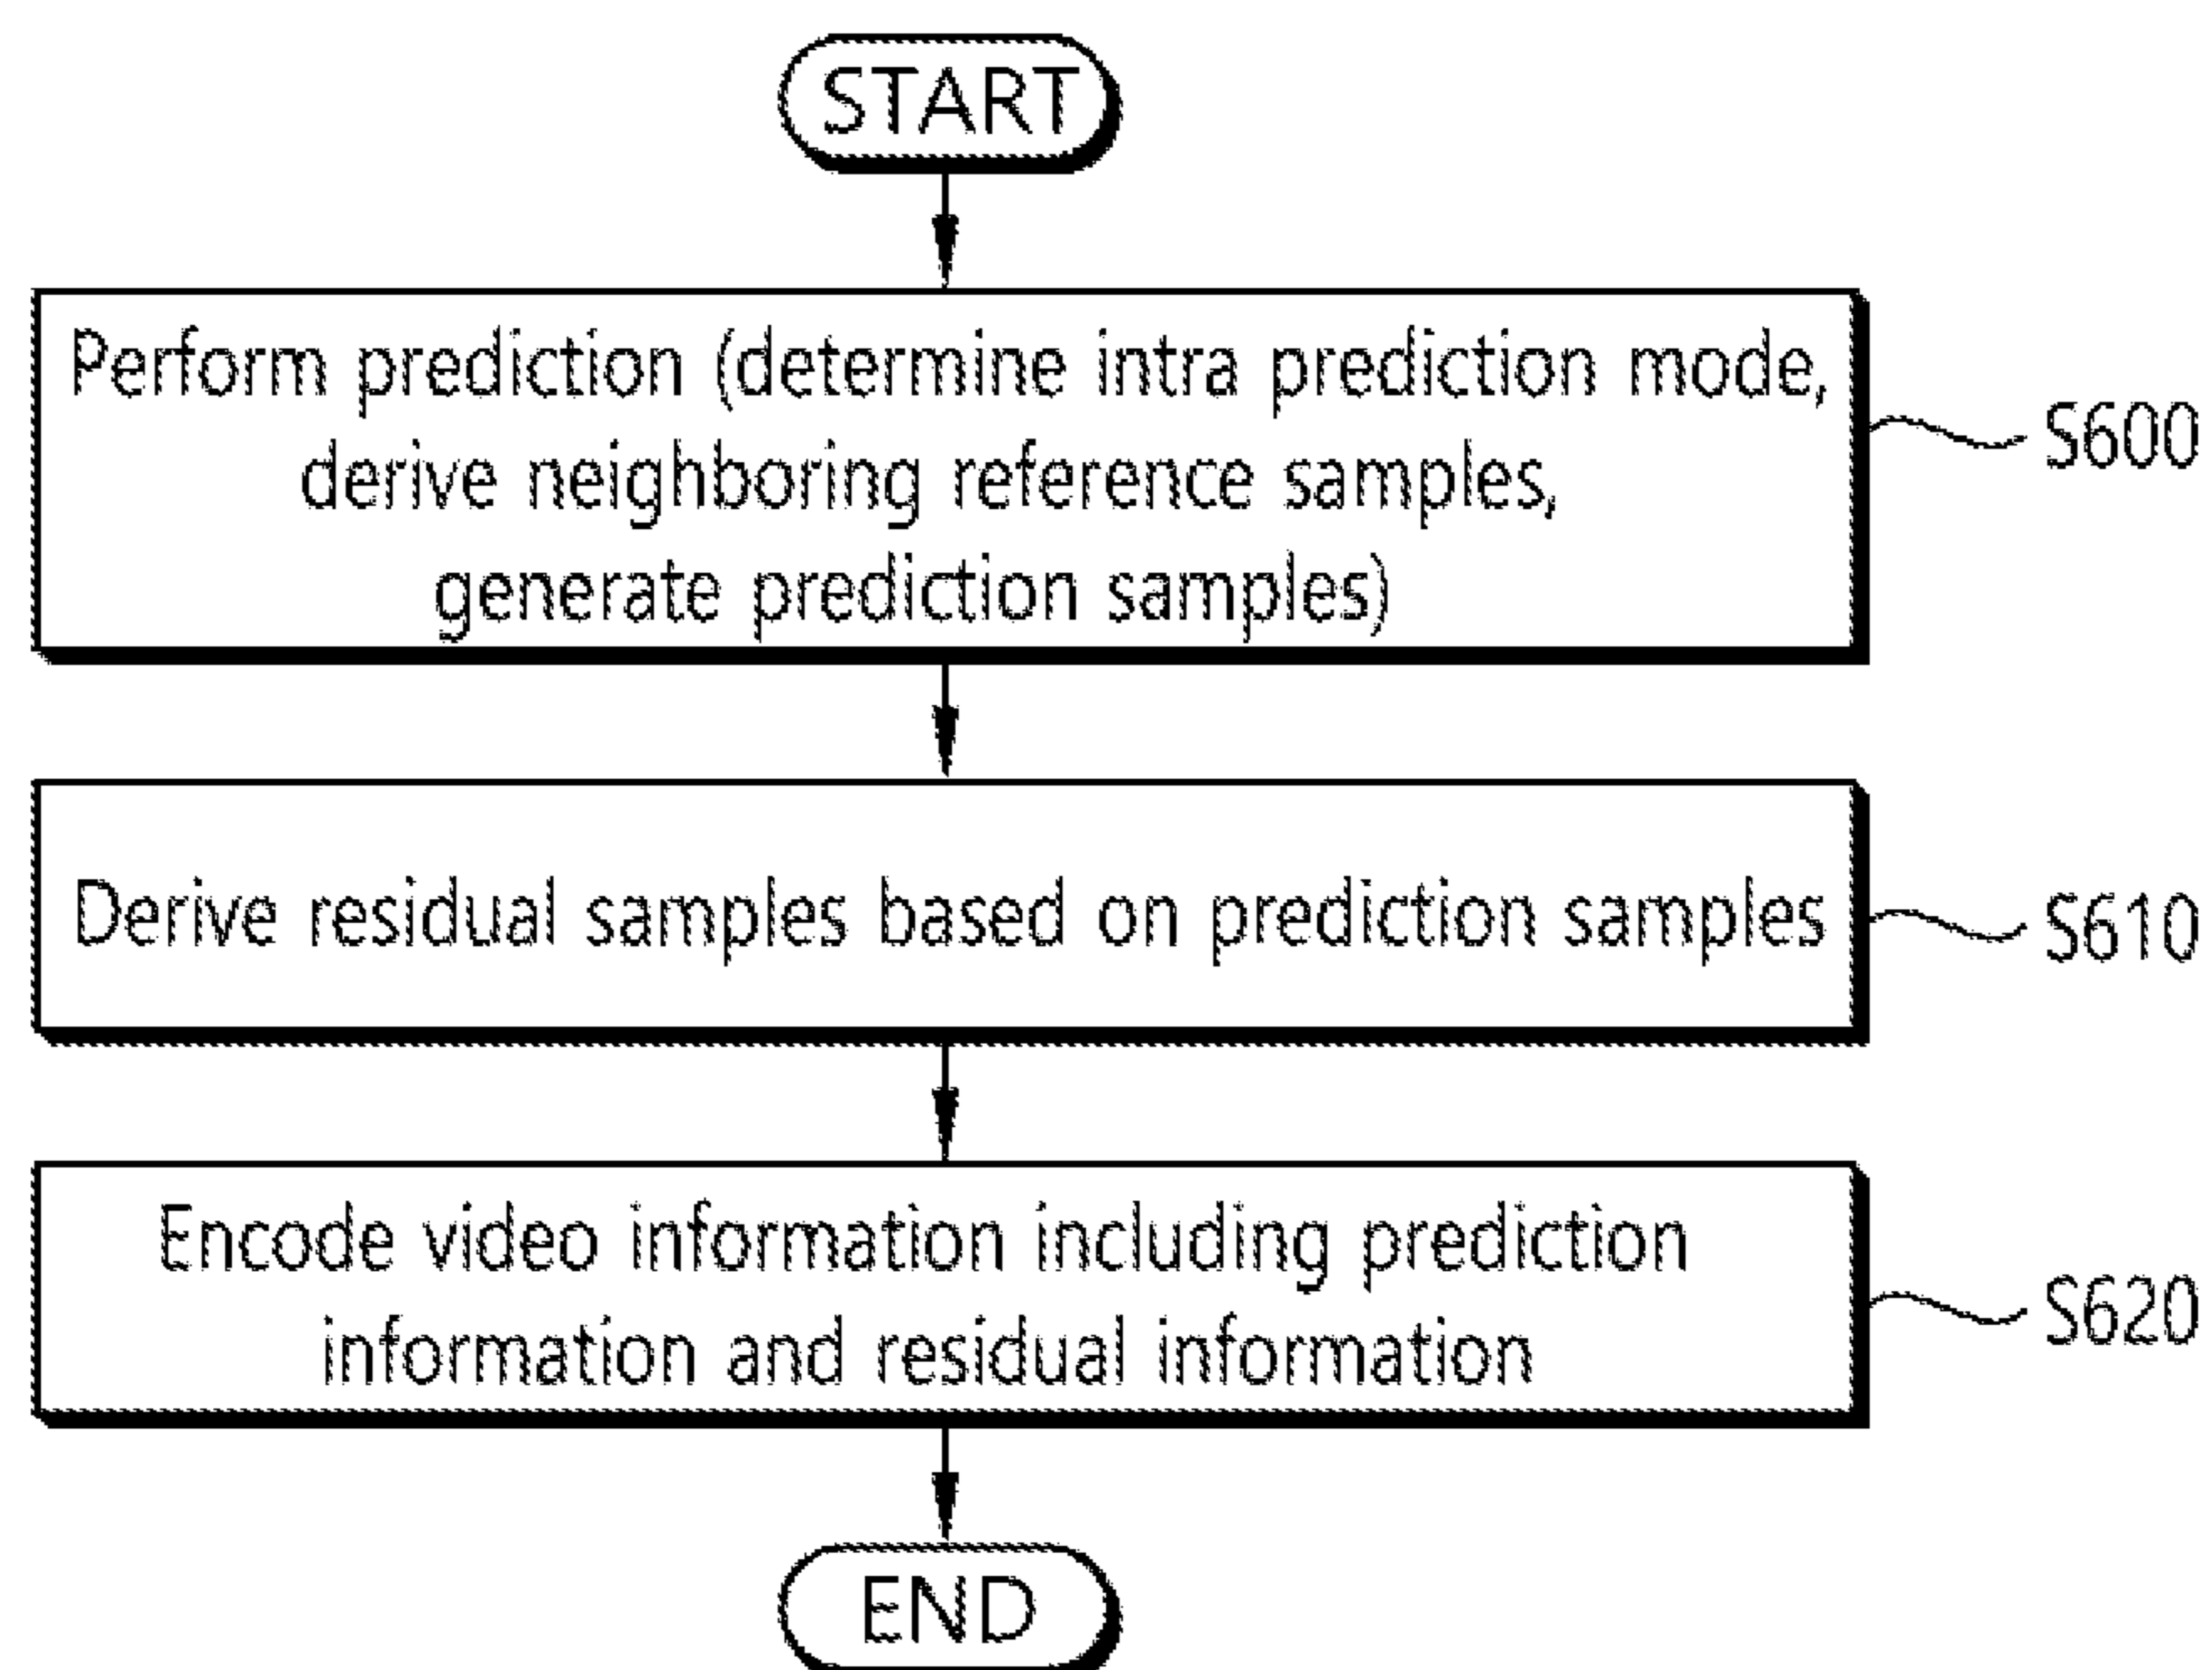 START
Perform prediction (determine intra prediction mode,
derive neighboring reference samples,
generate prediction samples)
S600
Derive residual samples based on prediction samples
S610
Encode video information including prediction
information and residual information
S620
END